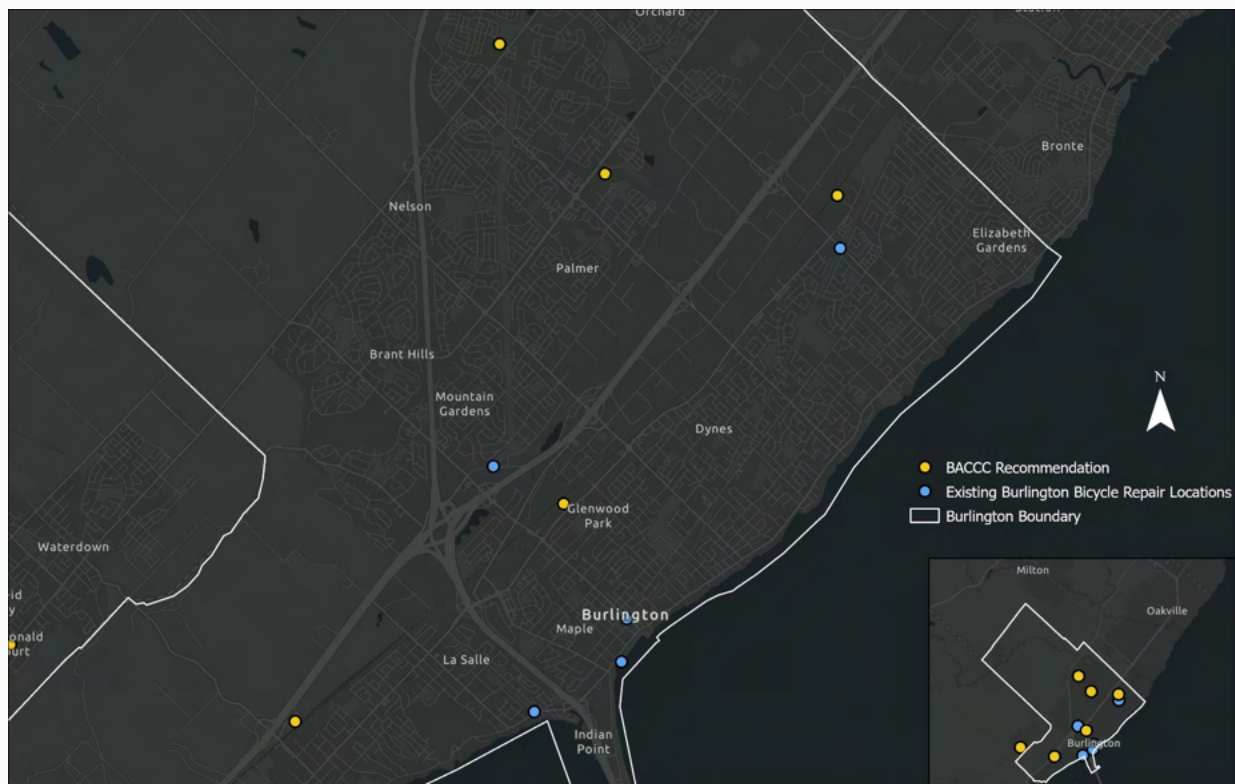 Orchard
Station
Bronte
Nelson
Elizabeth
Gardens
Palmer
Brant Hills
Mountain
Gardens
N
Dynes
BACCC Recommendation
Existing Burlington Bicycle Repair Locations
Burlington Boundary
Glenwood
Park
Waterdown
Burlington
Maple
La Salle
Indian
Point
Milton
Oakville
Burlington